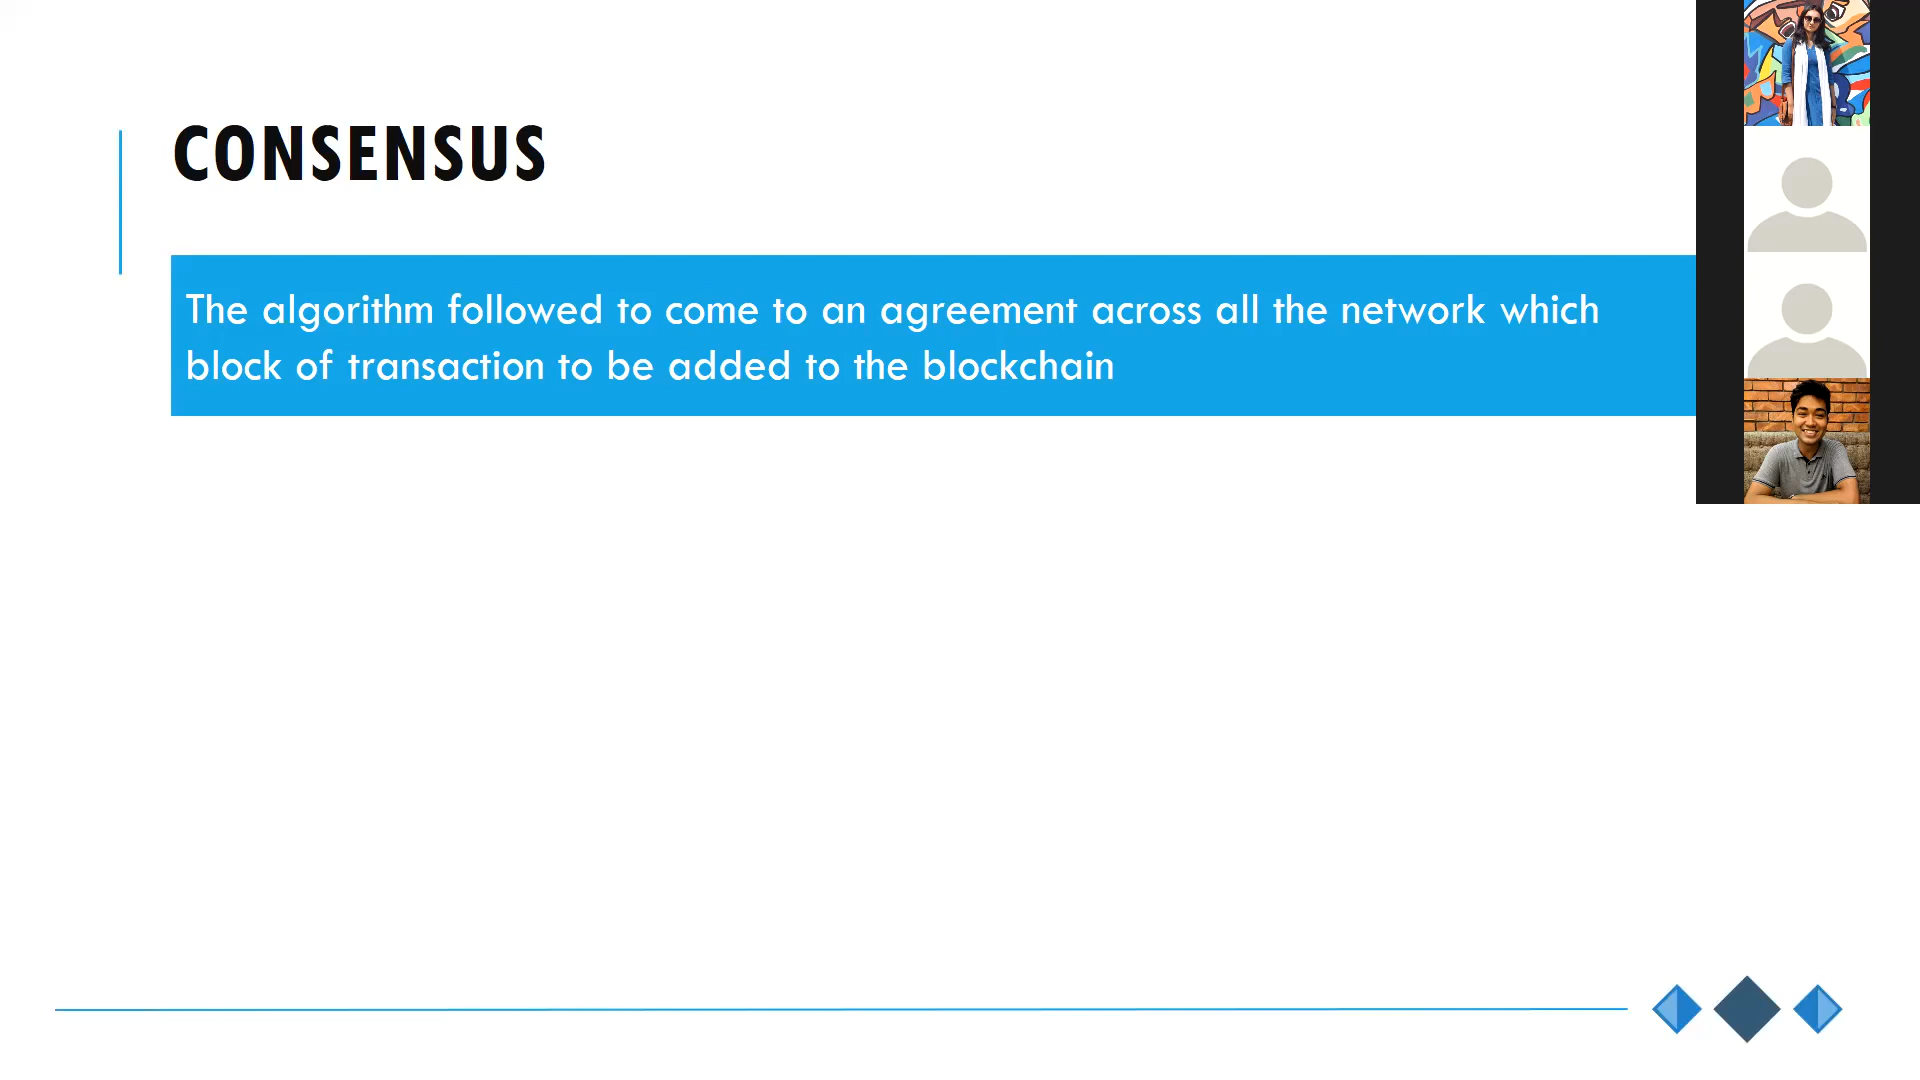 CONSENSUS
The algorithm followed to come to an agreement across all the network which
block of transaction to be added to the blockchain